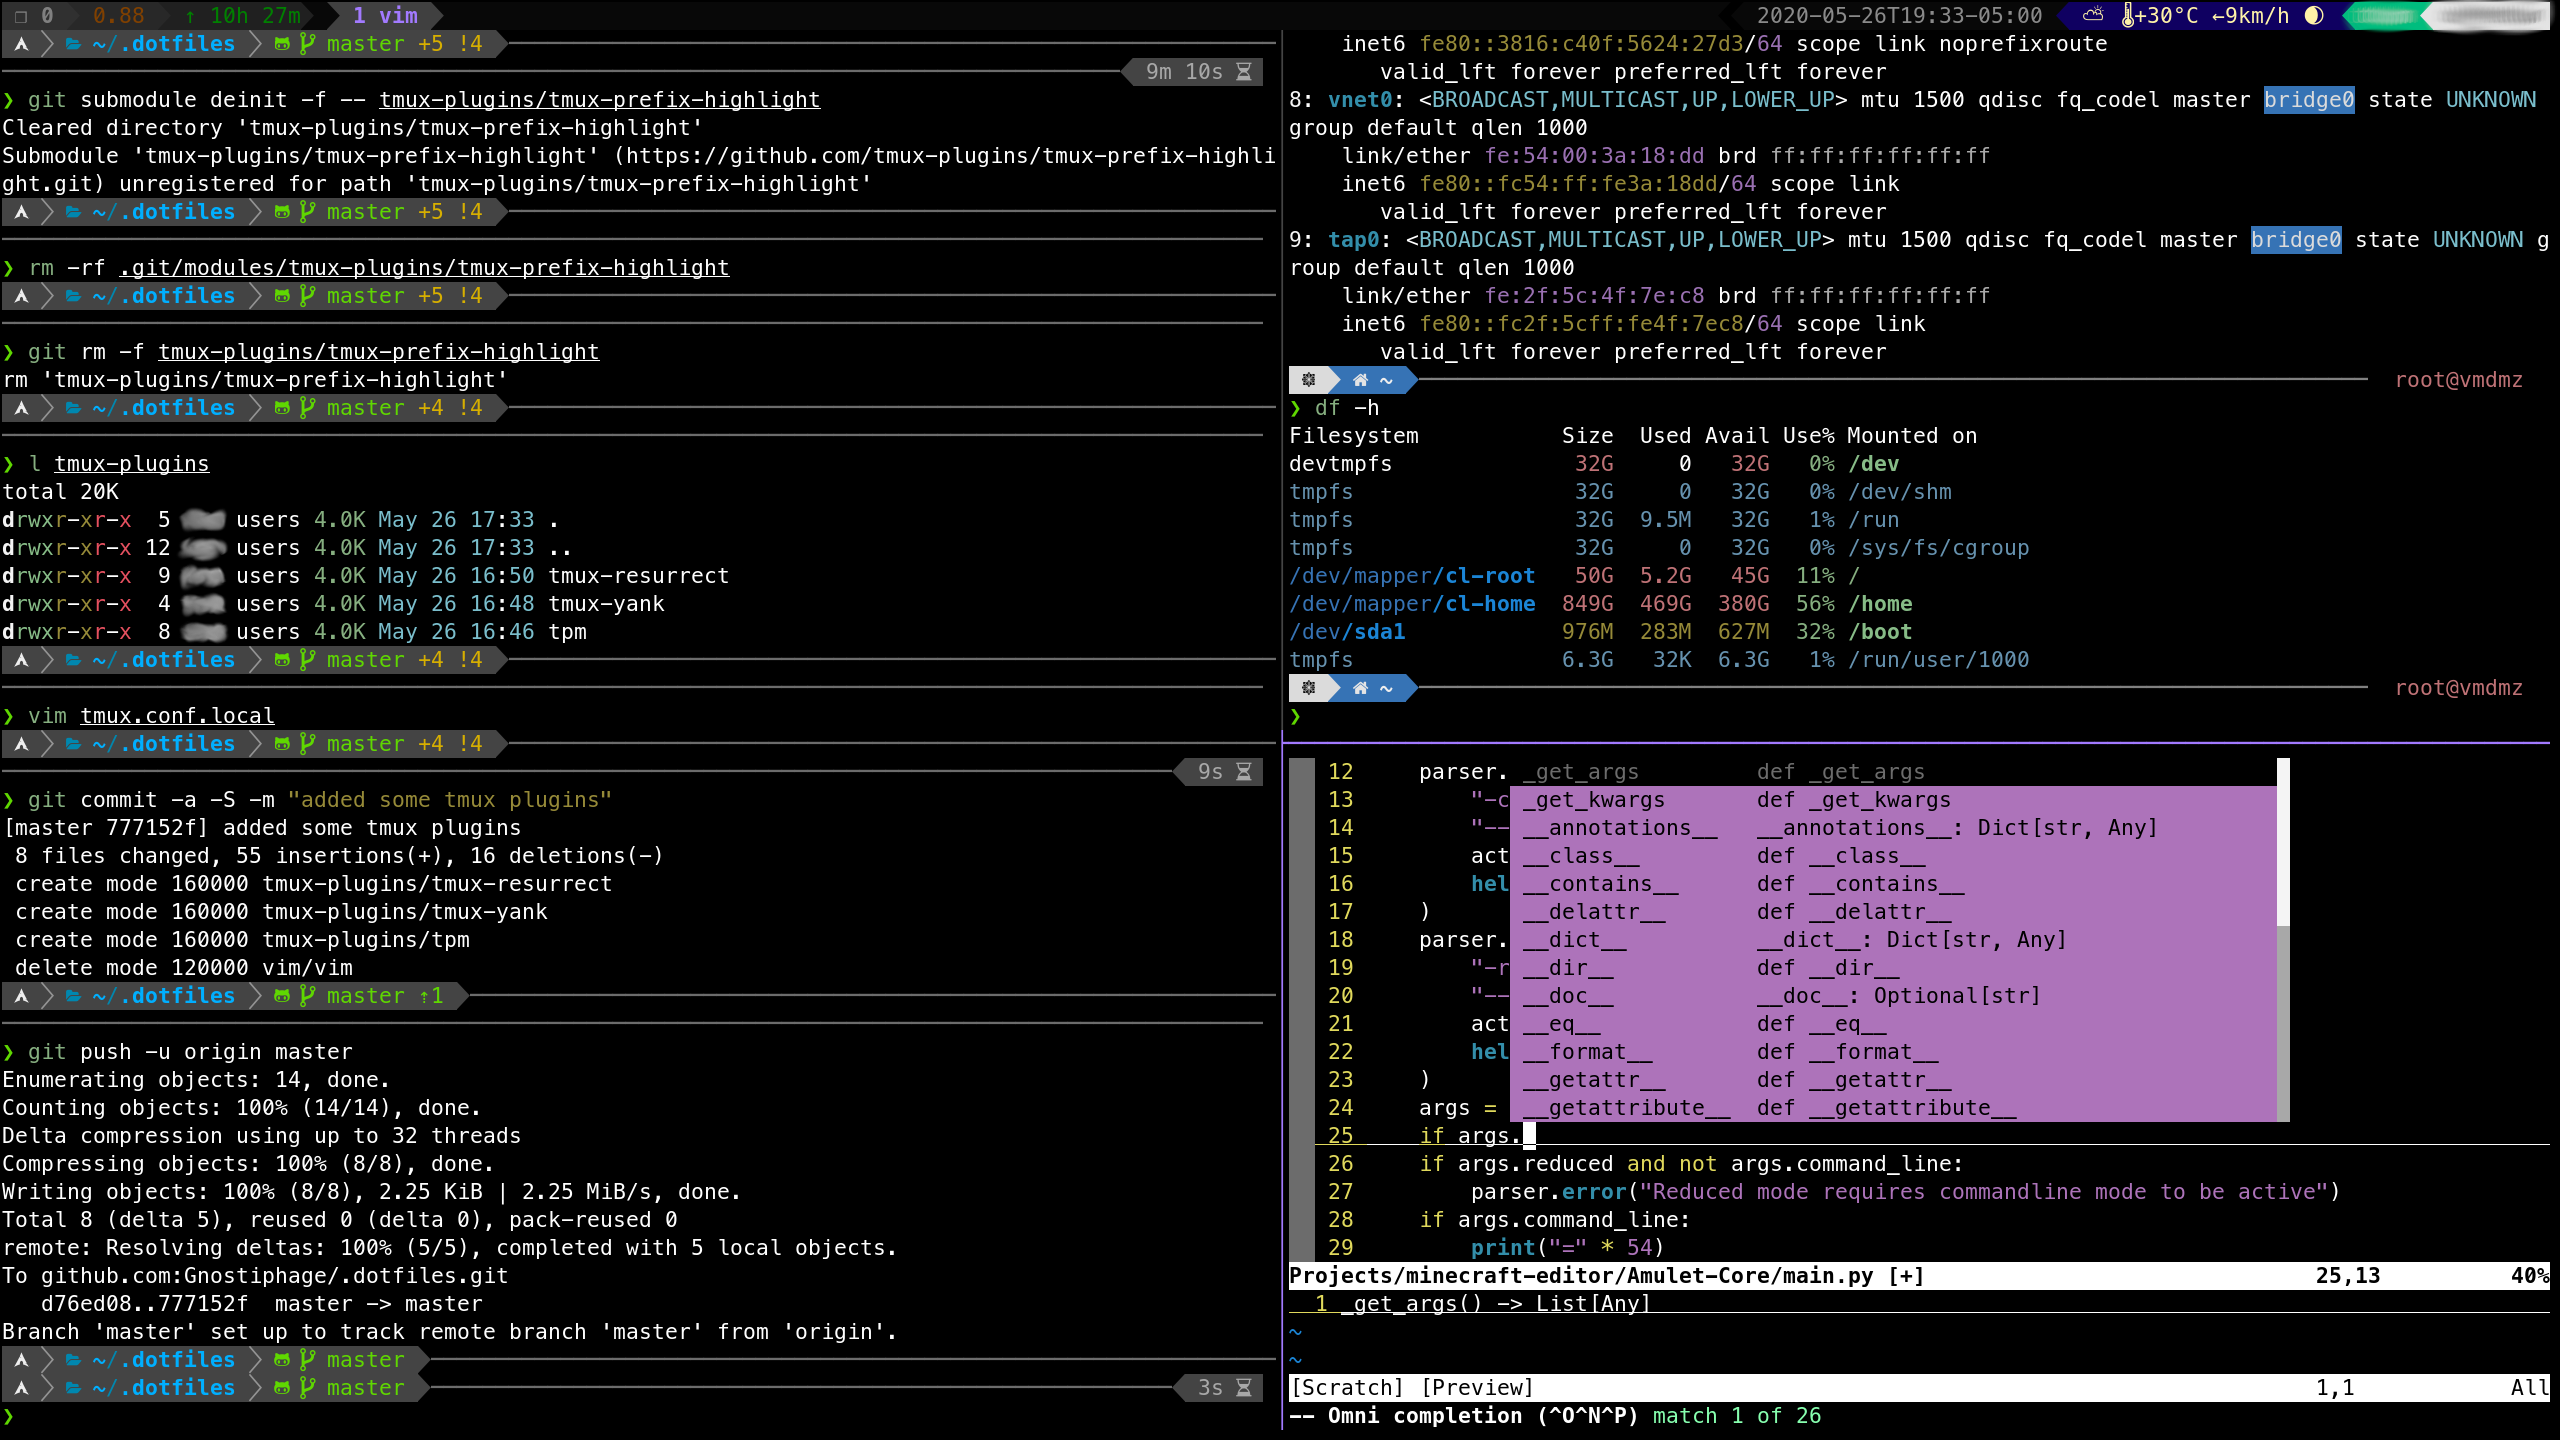 ❐ 0  0.88  ↑ 10h 27m  1 vim
2020-05-26T19:33-05:00  +30°C ←9km/h
~/.dotfiles  master +5 !4
9m 10s
❯ git submodule deinit -f -- tmux-plugins/tmux-prefix-highlight
Cleared directory 'tmux-plugins/tmux-prefix-highlight'
Submodule 'tmux-plugins/tmux-prefix-highlight' (https://github.com/tmux-plugins/tmux-prefix-highli
ght.git) unregistered for path 'tmux-plugins/tmux-prefix-highlight'
~/.dotfiles  master +5 !4
❯ rm -rf .git/modules/tmux-plugins/tmux-prefix-highlight
~/.dotfiles  master +5 !4
❯ git rm -f tmux-plugins/tmux-prefix-highlight
rm 'tmux-plugins/tmux-prefix-highlight'
~/.dotfiles  master +4 !4
❯ l tmux-plugins
total 20K
drwxr-xr-x  5 users 4.0K May 26 17:33 .
drwxr-xr-x 12 users 4.0K May 26 17:33 ..
drwxr-xr-x  9 users 4.0K May 26 16:50 tmux-resurrect
drwxr-xr-x  4 users 4.0K May 26 16:48 tmux-yank
drwxr-xr-x  8 users 4.0K May 26 16:46 tpm
~/.dotfiles  master +4 !4
❯ vim tmux.conf.local
~/.dotfiles  master +4 !4
9s
❯ git commit -a -S -m "added some tmux plugins"
[master 777152f] added some tmux plugins
 8 files changed, 55 insertions(+), 16 deletions(-)
 create mode 160000 tmux-plugins/tmux-resurrect
 create mode 160000 tmux-plugins/tmux-yank
 create mode 160000 tmux-plugins/tpm
 delete mode 120000 vim/vim
~/.dotfiles  master ⇡1
❯ git push -u origin master
Enumerating objects: 14, done.
Counting objects: 100% (14/14), done.
Delta compression using up to 32 threads
Compressing objects: 100% (8/8), done.
Writing objects: 100% (8/8), 2.25 KiB | 2.25 MiB/s, done.
Total 8 (delta 5), reused 0 (delta 0), pack-reused 0
remote: Resolving deltas: 100% (5/5), completed with 5 local objects.
To github.com:Gnostiphage/.dotfiles.git
   d76ed08..777152f  master -> master
Branch 'master' set up to track remote branch 'master' from 'origin'.
~/.dotfiles  master
~/.dotfiles  master
3s
❯
    inet6 fe80::3816:c40f:5624:27d3/64 scope link noprefixroute
       valid_lft forever preferred_lft forever
8: vnet0: <BROADCAST,MULTICAST,UP,LOWER_UP> mtu 1500 qdisc fq_codel master bridge0 state UNKNOWN
group default qlen 1000
    link/ether fe:54:00:3a:18:dd brd ff:ff:ff:ff:ff:ff
    inet6 fe80::fc54:ff:fe3a:18dd/64 scope link
       valid_lft forever preferred_lft forever
9: tap0: <BROADCAST,MULTICAST,UP,LOWER_UP> mtu 1500 qdisc fq_codel master bridge0 state UNKNOWN g
roup default qlen 1000
    link/ether fe:2f:5c:4f:7e:c8 brd ff:ff:ff:ff:ff:ff
    inet6 fe80::fc2f:5cff:fe4f:7ec8/64 scope link
       valid_lft forever preferred_lft forever
~  root@vmdmz
❯ df -h
Filesystem           Size  Used Avail Use% Mounted on
devtmpfs              32G     0   32G   0% /dev
tmpfs                 32G     0   32G   0% /dev/shm
tmpfs                 32G  9.5M   32G   1% /run
tmpfs                 32G     0   32G   0% /sys/fs/cgroup
/dev/mapper/cl-root   50G  5.2G   45G  11% /
/dev/mapper/cl-home  849G  469G  380G  56% /home
/dev/sda1            976M  283M  627M  32% /boot
tmpfs                6.3G   32K  6.3G   1% /run/user/1000
~  root@vmdmz
❯
12     parser. _get_args         def _get_args
13         "-c _get_kwargs       def _get_kwargs
14         "-- __annotations__   __annotations__: Dict[str, Any]
15         act __class__         def __class__
16         hel __contains__      def __contains__
17     )       __delattr__       def __delattr__
18     parser. __dict__          __dict__: Dict[str, Any]
19         "-r __dir__           def __dir__
20         "-- __doc__           __doc__: Optional[str]
21         act __eq__            def __eq__
22         hel __format__        def __format__
23     )       __getattr__       def __getattr__
24     args =  __getattribute__  def __getattribute__
25     if args.
26     if args.reduced and not args.command_line:
27         parser.error("Reduced mode requires commandline mode to be active")
28     if args.command_line:
29         print("=" * 54)
Projects/minecraft-editor/Amulet-Core/main.py [+]  25,13  40%
  1 _get_args() -> List[Any]
~
~
[Scratch] [Preview]  1,1  All
-- Omni completion (^O^N^P) match 1 of 26